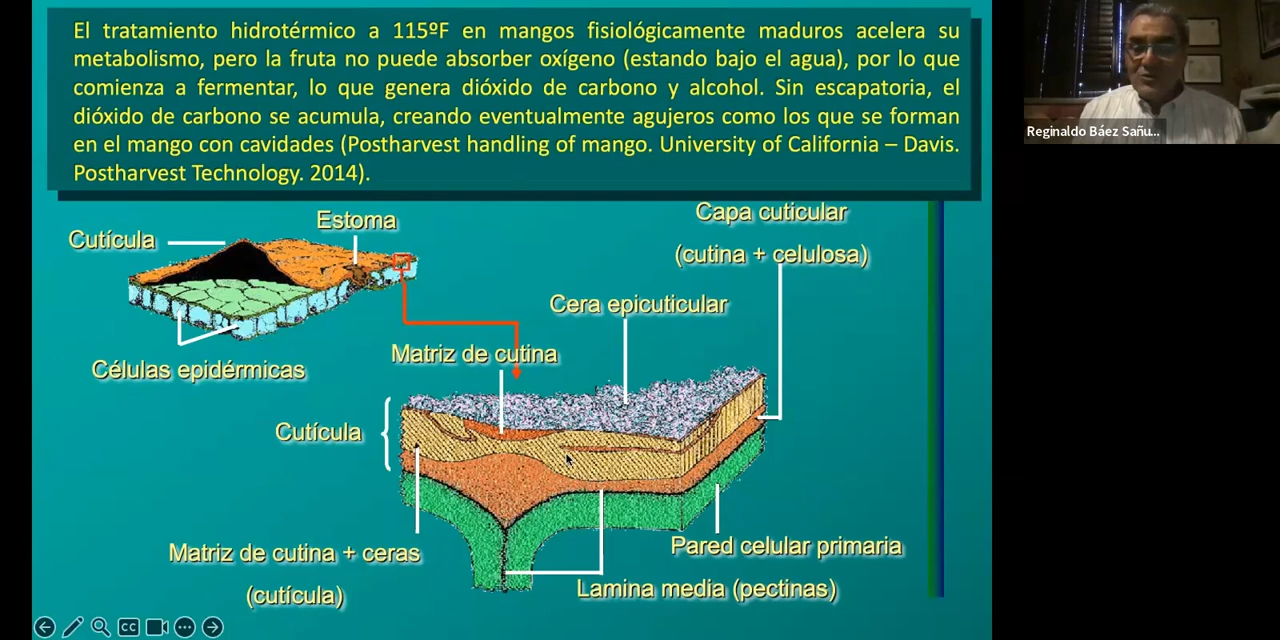 El tratamiento hidrotérmico a 115ºF en mangos fisiológicamente maduros acelera su
metabolismo, pero la fruta no puede absorber oxígeno (estando bajo el agua), por lo que
comienza a fermentar, lo que genera dióxido de carbono y alcohol. Sin escapatoria, el
dióxido de carbono se acumula, creando eventualmente agujeros como los que se forman
en el mango con cavidades (Postharvest handling of mango. University of California – Davis.
Postharvest Technology. 2014).
Reginaldo Báez Sañu...
Capa cuticular
(cutina + celulosa)
Estoma
Cutícula
Cera epicuticular
Matriz de cutina
Células epidérmicas
Cutícula
Matriz de cutina + ceras
(cutícula)
Pared celular primaria
Lamina media (pectinas)
CC